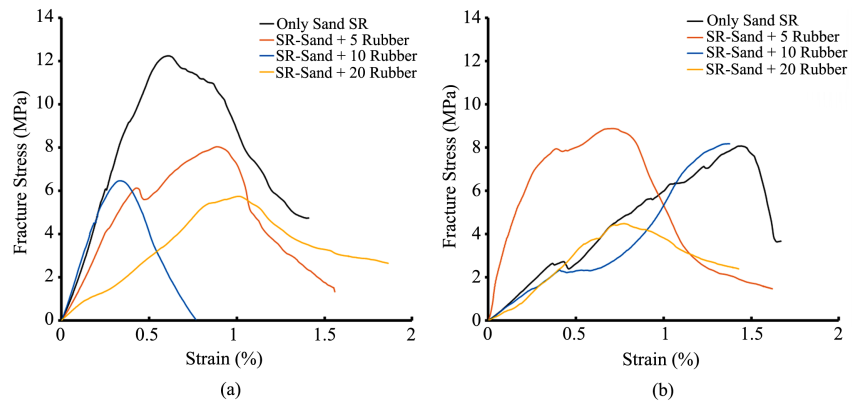 14
12
10
8
6
4
2
0
Fracture Stress (MPa)
0
0.5
1
1.5
2
Strain (%)
Only Sand SR
SR-Sand + 5 Rubber
SR-Sand + 10 Rubber
SR-Sand + 20 Rubber
(a)
14
12
10
8
6
4
2
0
Fracture Stress (MPa)
0
0.5
1
1.5
2
Strain (%)
Only Sand SR
SR-Sand + 5 Rubber
SR-Sand + 10 Rubber
SR-Sand + 20 Rubber
(b)